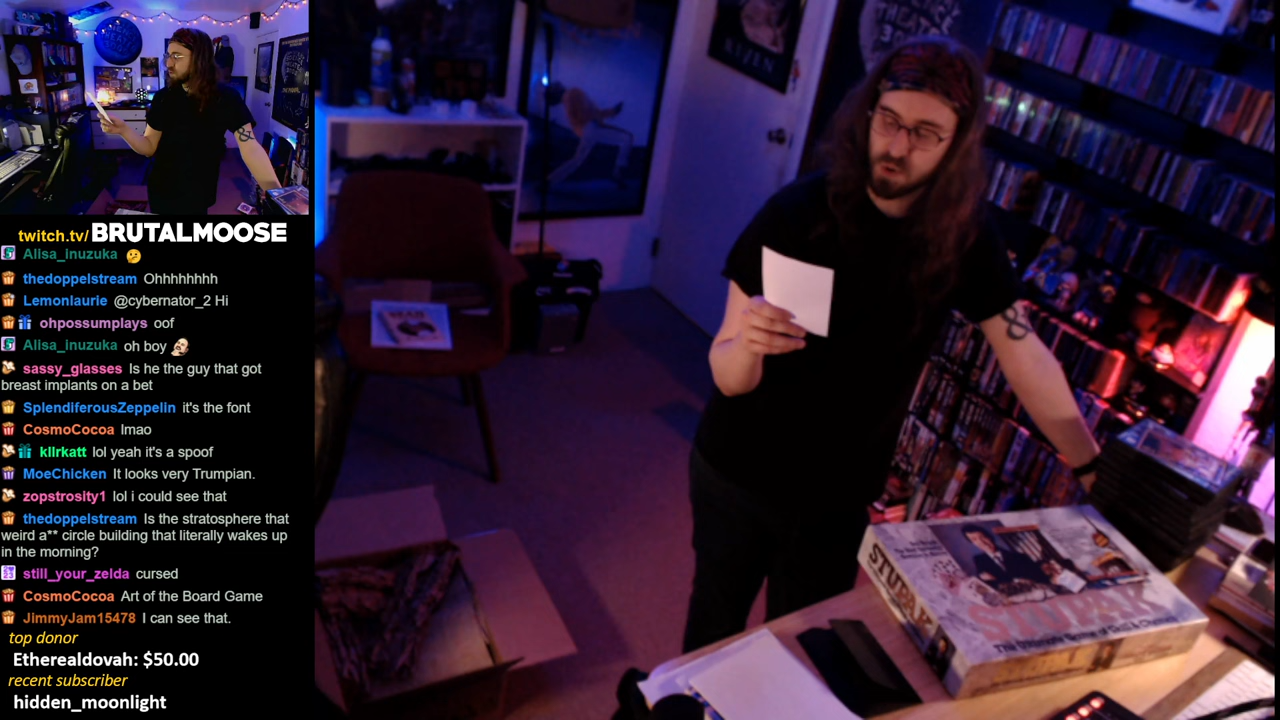 twitch.tv/BRUTALMOOSE
Alisa_inuzuka
thedoppelstream Ohhhhhhhh
Lemonlaurie @cybernator_2 Hi
ohpossumplays oof
Alisa_inuzuka oh boy
sassy_glasses Is he the guy that got
breast implants on a bet
SplendiferousZeppelin it's the font
CosmoCocoa lmao
kllrkatt lol yeah it's a spoof
MoeChicken It looks very Trumpian.
zopstrosity1 lol i could see that
thedoppelstream Is the stratosphere that
weird a** circle building that literally wakes up
in the morning?
still_your_zelda cursed
CosmoCocoa Art of the Board Game
JimmyJam15478 I can see that.
top donor
Etherealdovah: $50.00
recent subscriber
hidden_moonlight
STUPAK
STUPAK